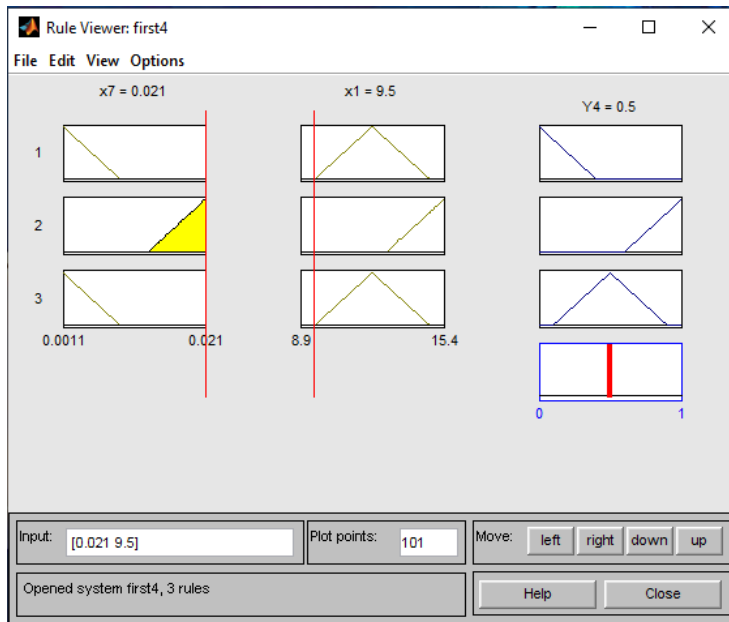 Rule Viewer: first4
File Edit View Options
x7 = 0.021 x1 = 9.5 Y4 = 0.5
1
2
3
0.0011 0.021 8.9 15.4
0 1
Input: [0.021 9.5] Plot points: 101 Move: left right down up
Opened system first4, 3 rules Help Close